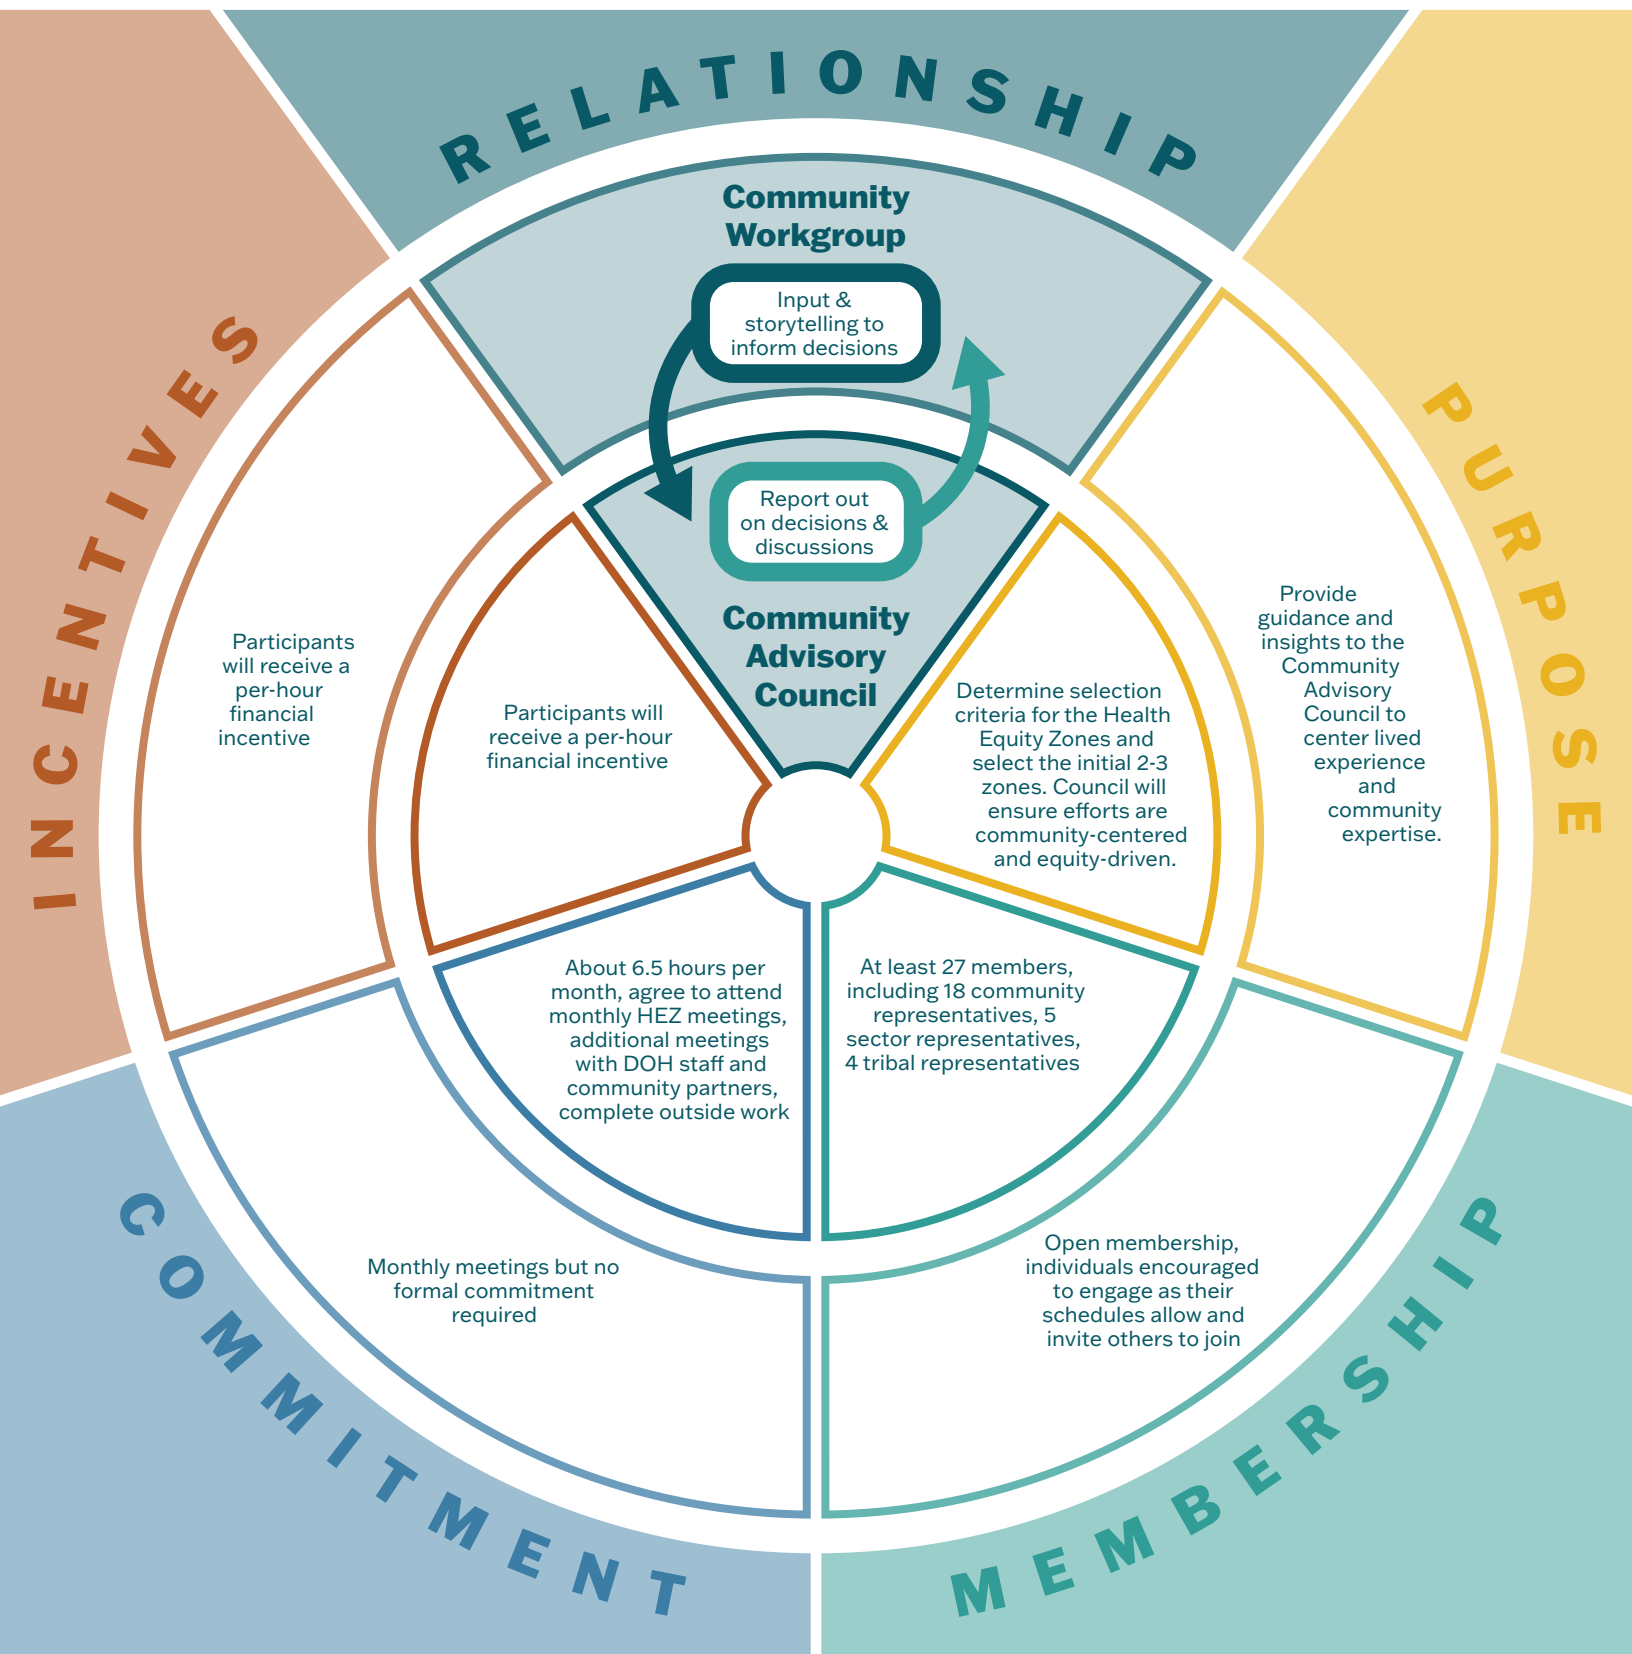 RELATIONSHIP
Community
Workgroup
Input &
storytelling to
inform decisions
Report out
on decisions &
discussions
Community
Advisory
Council
PURPOSE
Provide
guidance and
insights to the
Community
Advisory
Council to
center lived
experience
and
community
expertise.
Determine selection
criteria for the Health
Equity Zones and
select the initial 2-3
zones. Council will
ensure efforts are
community-centered
and equity-driven.
MEMBERSHIP
At least 27 members,
including 18 community
representatives, 5
sector representatives,
4 tribal representatives
Open membership,
individuals encouraged
to engage as their
schedules allow and
invite others to join
COMMITMENT
About 6.5 hours per
month, agree to attend
monthly HEZ meetings,
additional meetings
with DOH staff and
community partners,
complete outside work
Monthly meetings but no
formal commitment
required
INCENTIVES
Participants
will receive a
per-hour
financial
incentive
Participants will
receive a per-hour
financial incentive